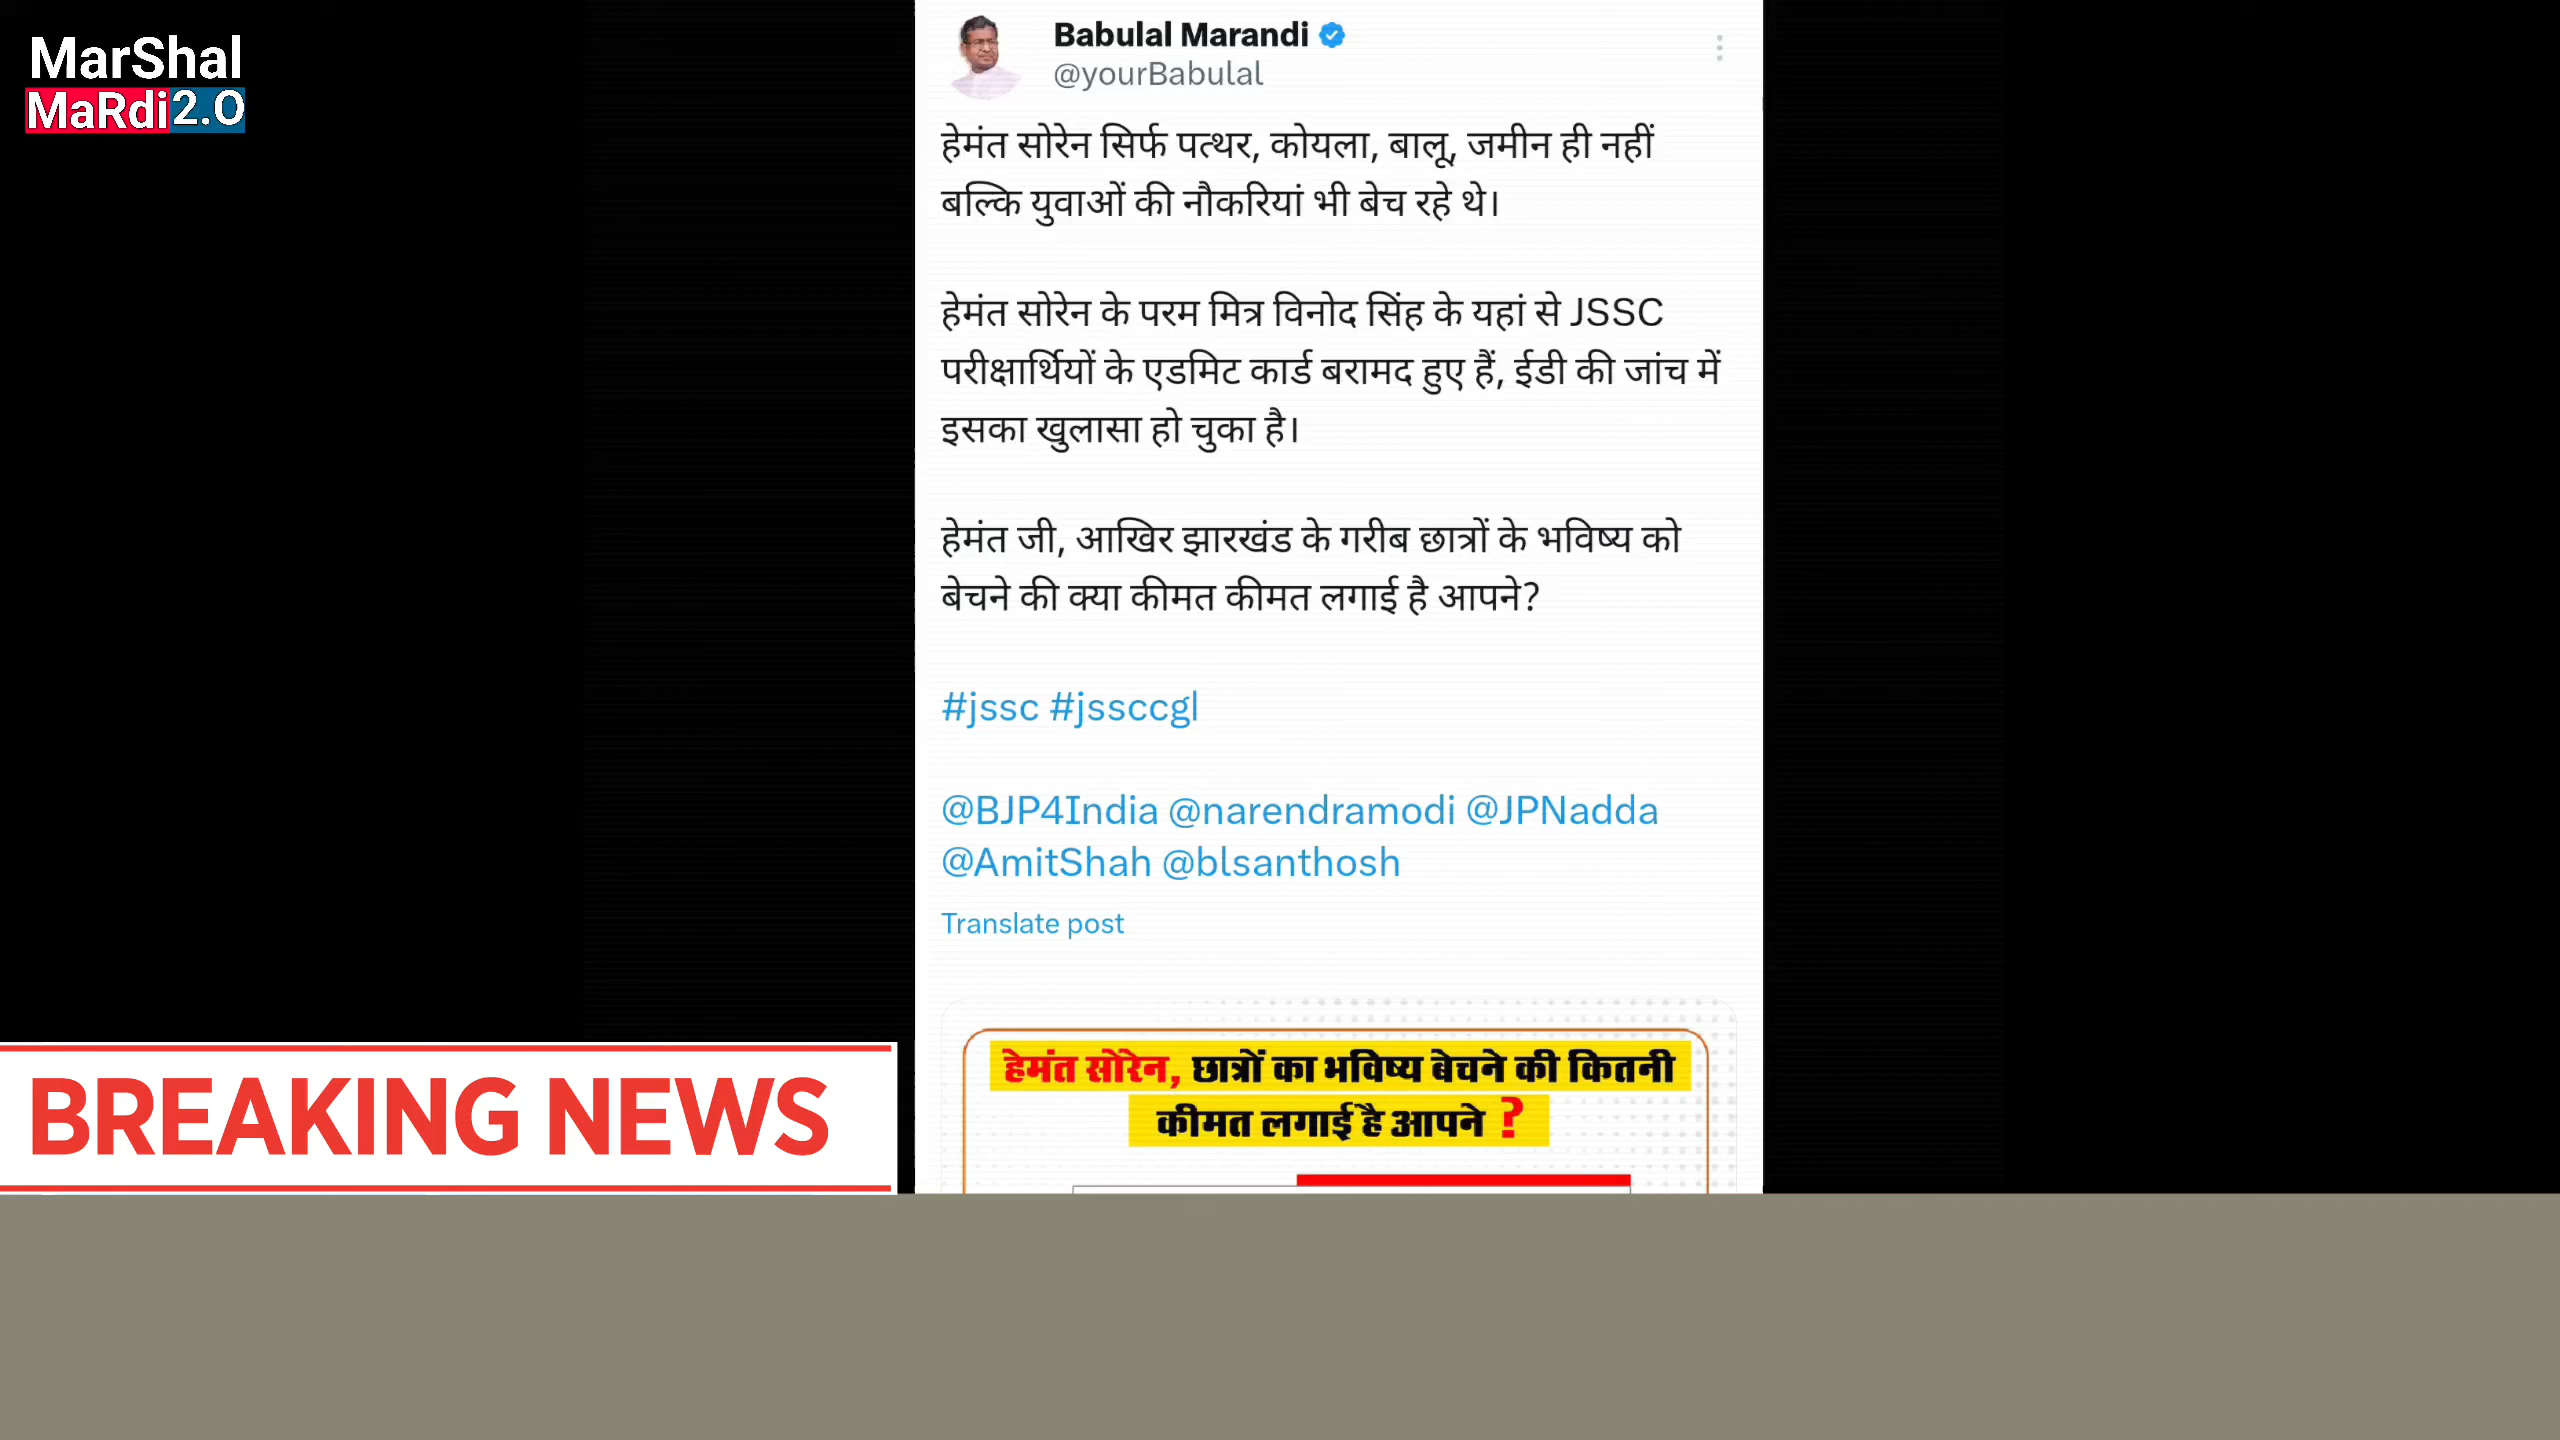 MarShal
MaRdi2.0
Babulal Marandi
@yourBabulal
हेमंत सोरेन सिर्फ पत्थर, कोयला, बालू, जमीन ही नहीं
बल्कि युवाओं की नौकरियां भी बेच रहे थे।
हेमंत सोरेन के परम मित्र विनोद सिंह के यहां से JSSC
परीक्षार्थियों के एडमिट कार्ड बरामद हुए हैं, ईडी की जांच में
इसका खुलासा हो चुका है।
हेमंत जी, आखिर झारखंड के गरीब छात्रों के भविष्य को
बेचने की क्या कीमत कीमत लगाई है आपने?
#jssc #jssccgl
@BJP4India @narendramodi @JPNadda
@AmitShah @blsanthosh
Translate post
हेमंत सोरेन, छात्रों का भविष्य बेचने की कितनी
कीमत लगाई है आपने ?
BREAKING NEWS